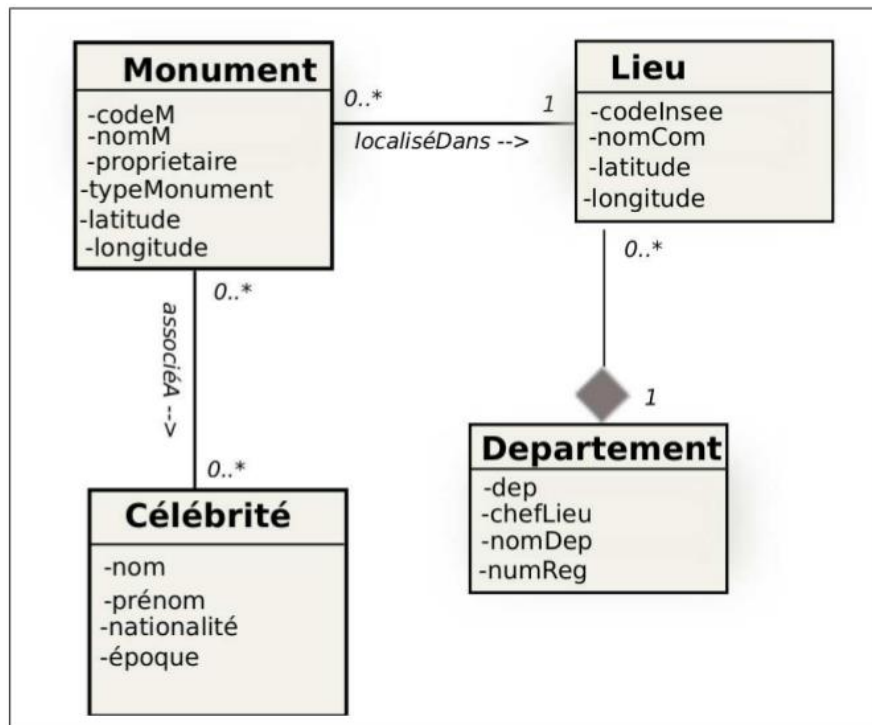 Monument
-codeM
-nomM
-proprietaire
-typeMonument
-latitude
-longitude
0..*
1
localiséDans -->
Lieu
-codeInsee
-nomCom
-latitude
-longitude
0..*
associéA -->
0..*
0..*
1
Departement
-dep
-chefLieu
-nomDep
-numReg
Célébrité
-nom
-prénom
-nationalité
-époque